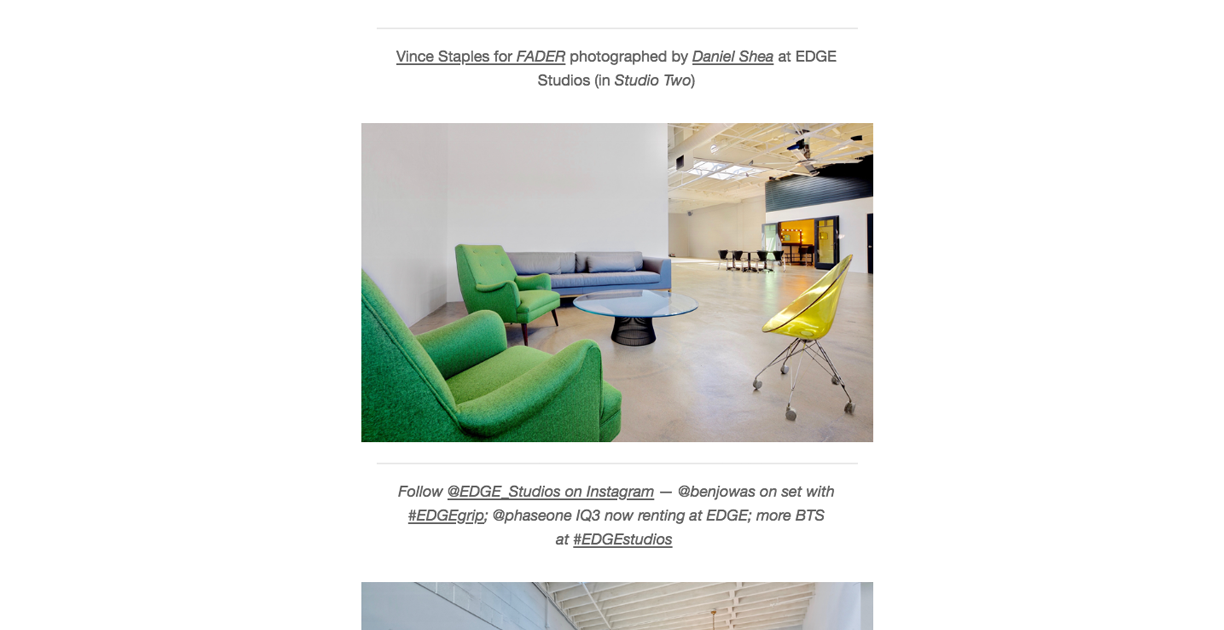 Vince Staples for FADER photographed by Daniel Shea at EDGE
Studios (in Studio Two)
Follow @EDGE_Studios on Instagram — @benjowas on set with
#EDGEgrip; @phaseone IQ3 now renting at EDGE; more BTS
at #EDGEstudios